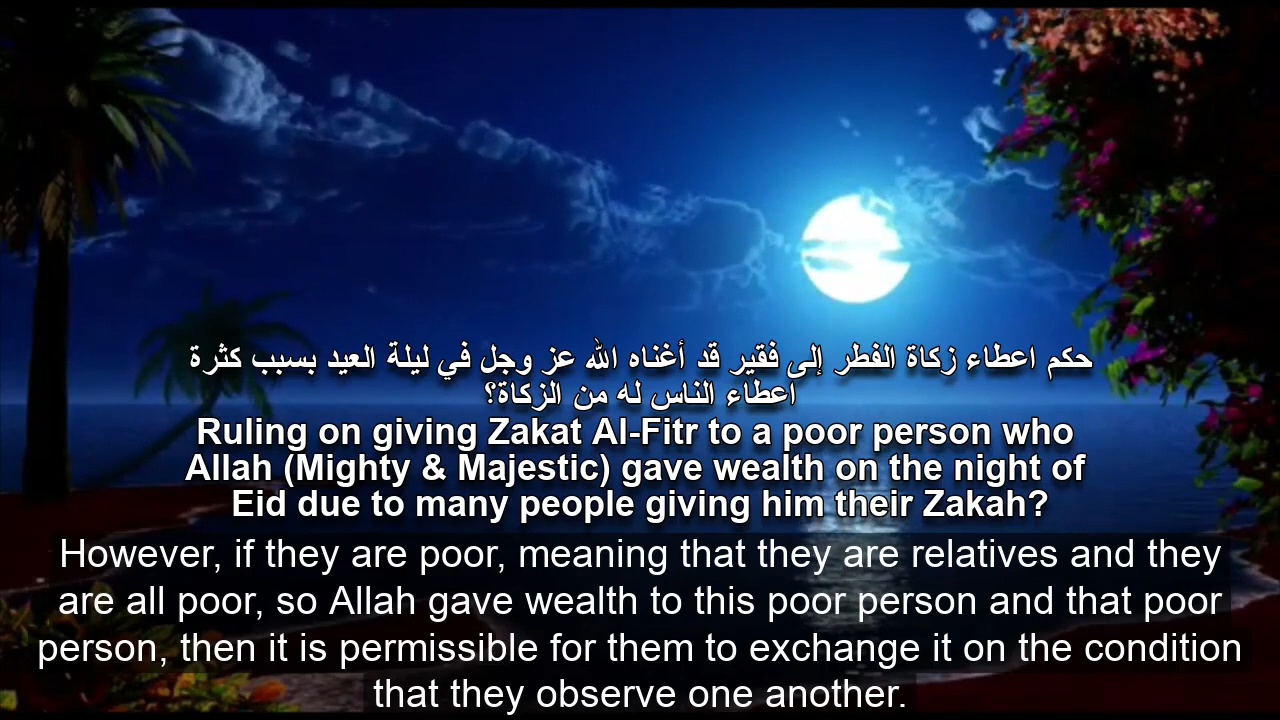 حكم اعطاء زكاة الفطر إلى فقير قد أغناه الله عز وجل في ليلة العيد بسبب كثرة
اعطاء الناس له من الزكاة؟
Ruling on giving Zakat Al-Fitr to a poor person who
Allah (Mighty & Majestic) gave wealth on the night of
Eid due to many people giving him their Zakah?
However, if they are poor, meaning that they are relatives and they
are all poor, so Allah gave wealth to this poor person and that poor
person, then it is permissible for them to exchange it on the condition
that they observe one another.